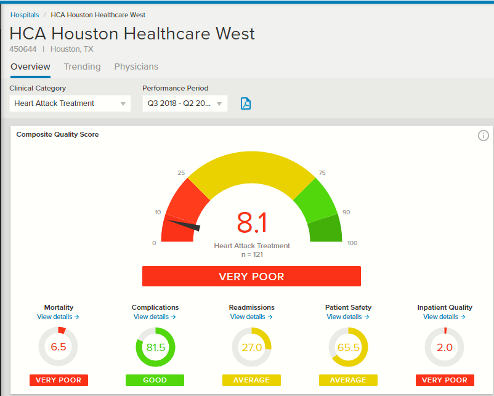 Hospitals / HCA Houston Healthcare West
HCA Houston Healthcare West
450644 | Houston, TX
Overview Trending Physicians
Clinical Category Performance Period
Heart Attack Treatment Q3 2018 - Q2 20...
Composite Quality Score
25 75
10 90
0 100
8.1
Heart Attack Treatment
n = 121
VERY POOR
Mortality Complications Readmissions Patient Safety Inpatient Quality
View details → View details → View details → View details → View details →
6.5 81.5 27.0 65.5 2.0
VERY POOR GOOD AVERAGE AVERAGE VERY POOR